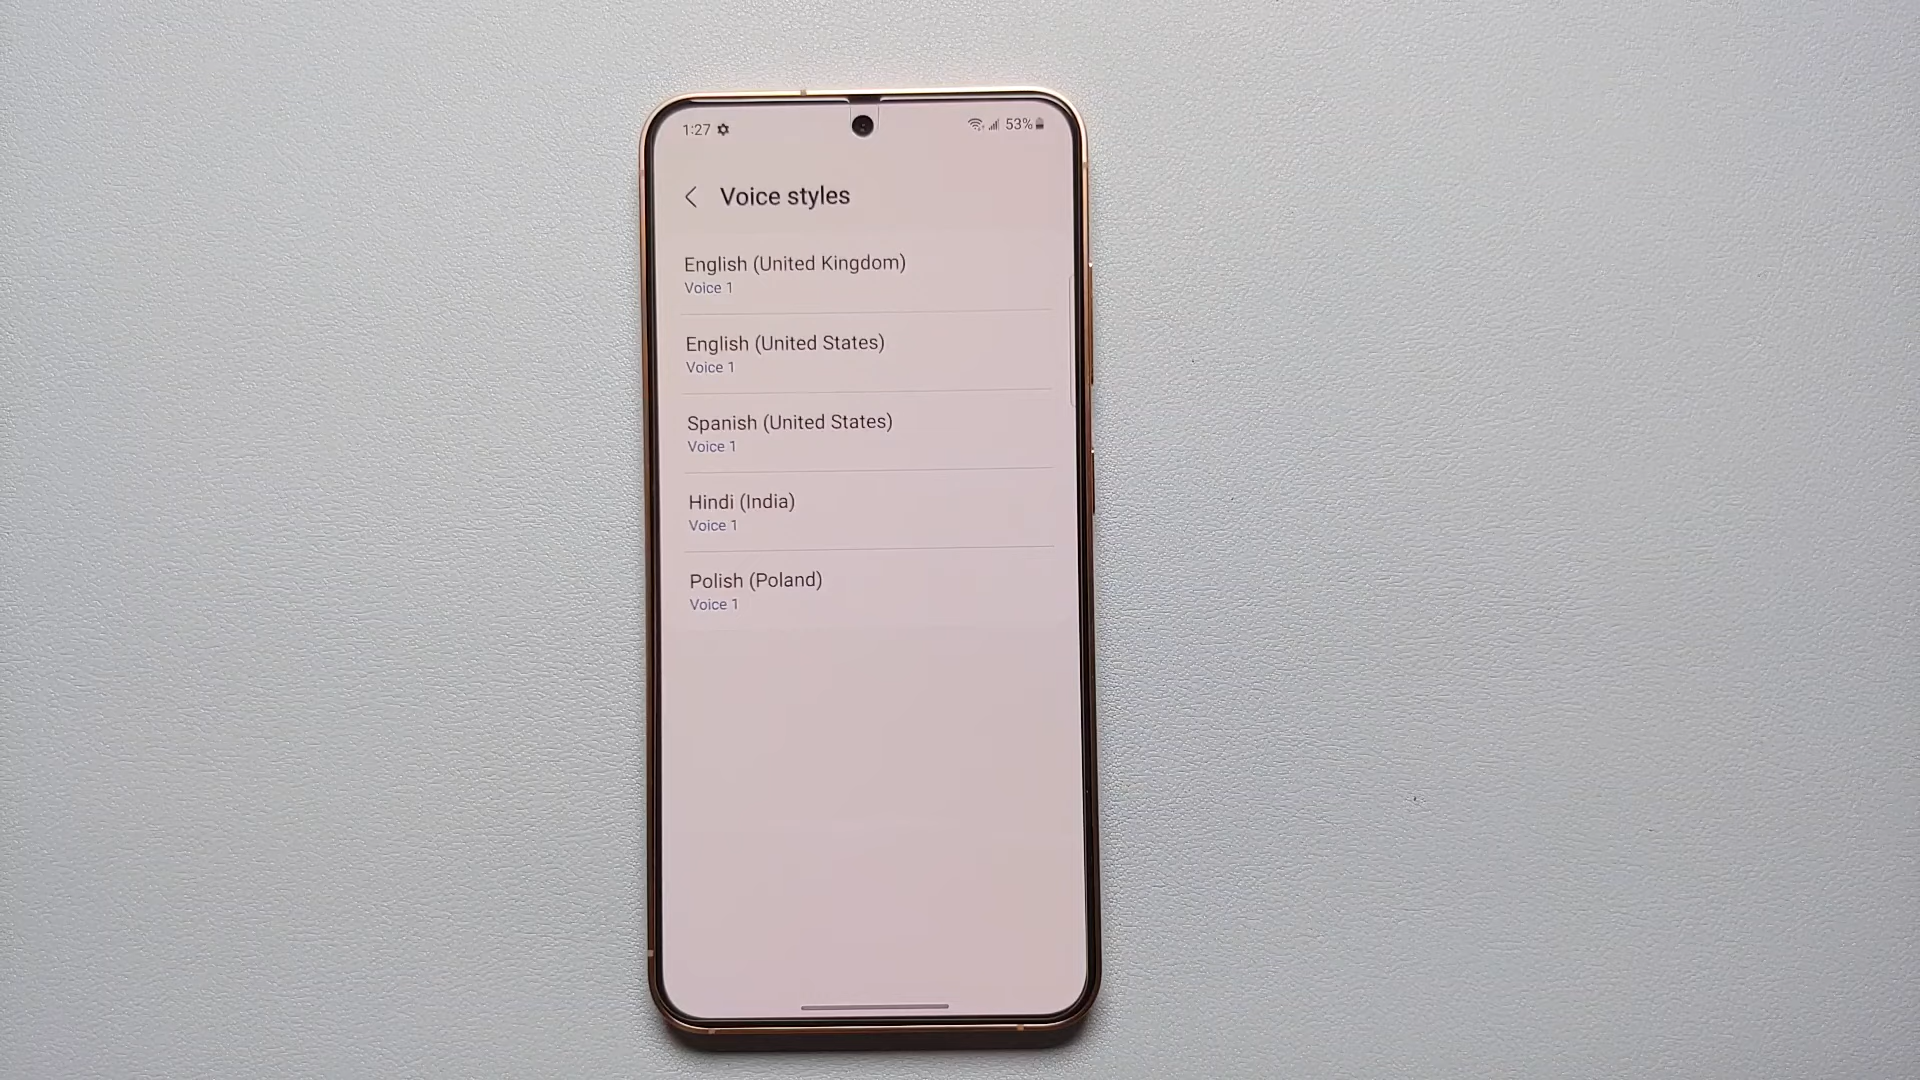 1:27
53%
Voice styles
English (United Kingdom)
Voice 1
English (United States)
Voice 1
Spanish (United States)
Voice 1
Hindi (India)
Voice 1
Polish (Poland)
Voice 1